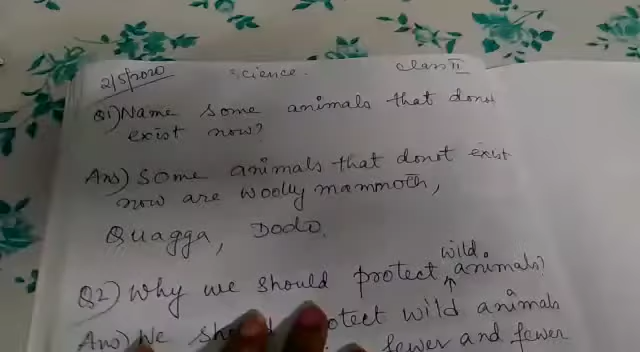 2/5/2020 Science. Class II
Q1) Name some animals that donot
exist now?
Ans) Some animals that donot exist
now are woolly mammoth,
Quagga, Dodo.
Q2) Why we should protect wild animals?
Ans) We should protect wild animals
fewer and fewer